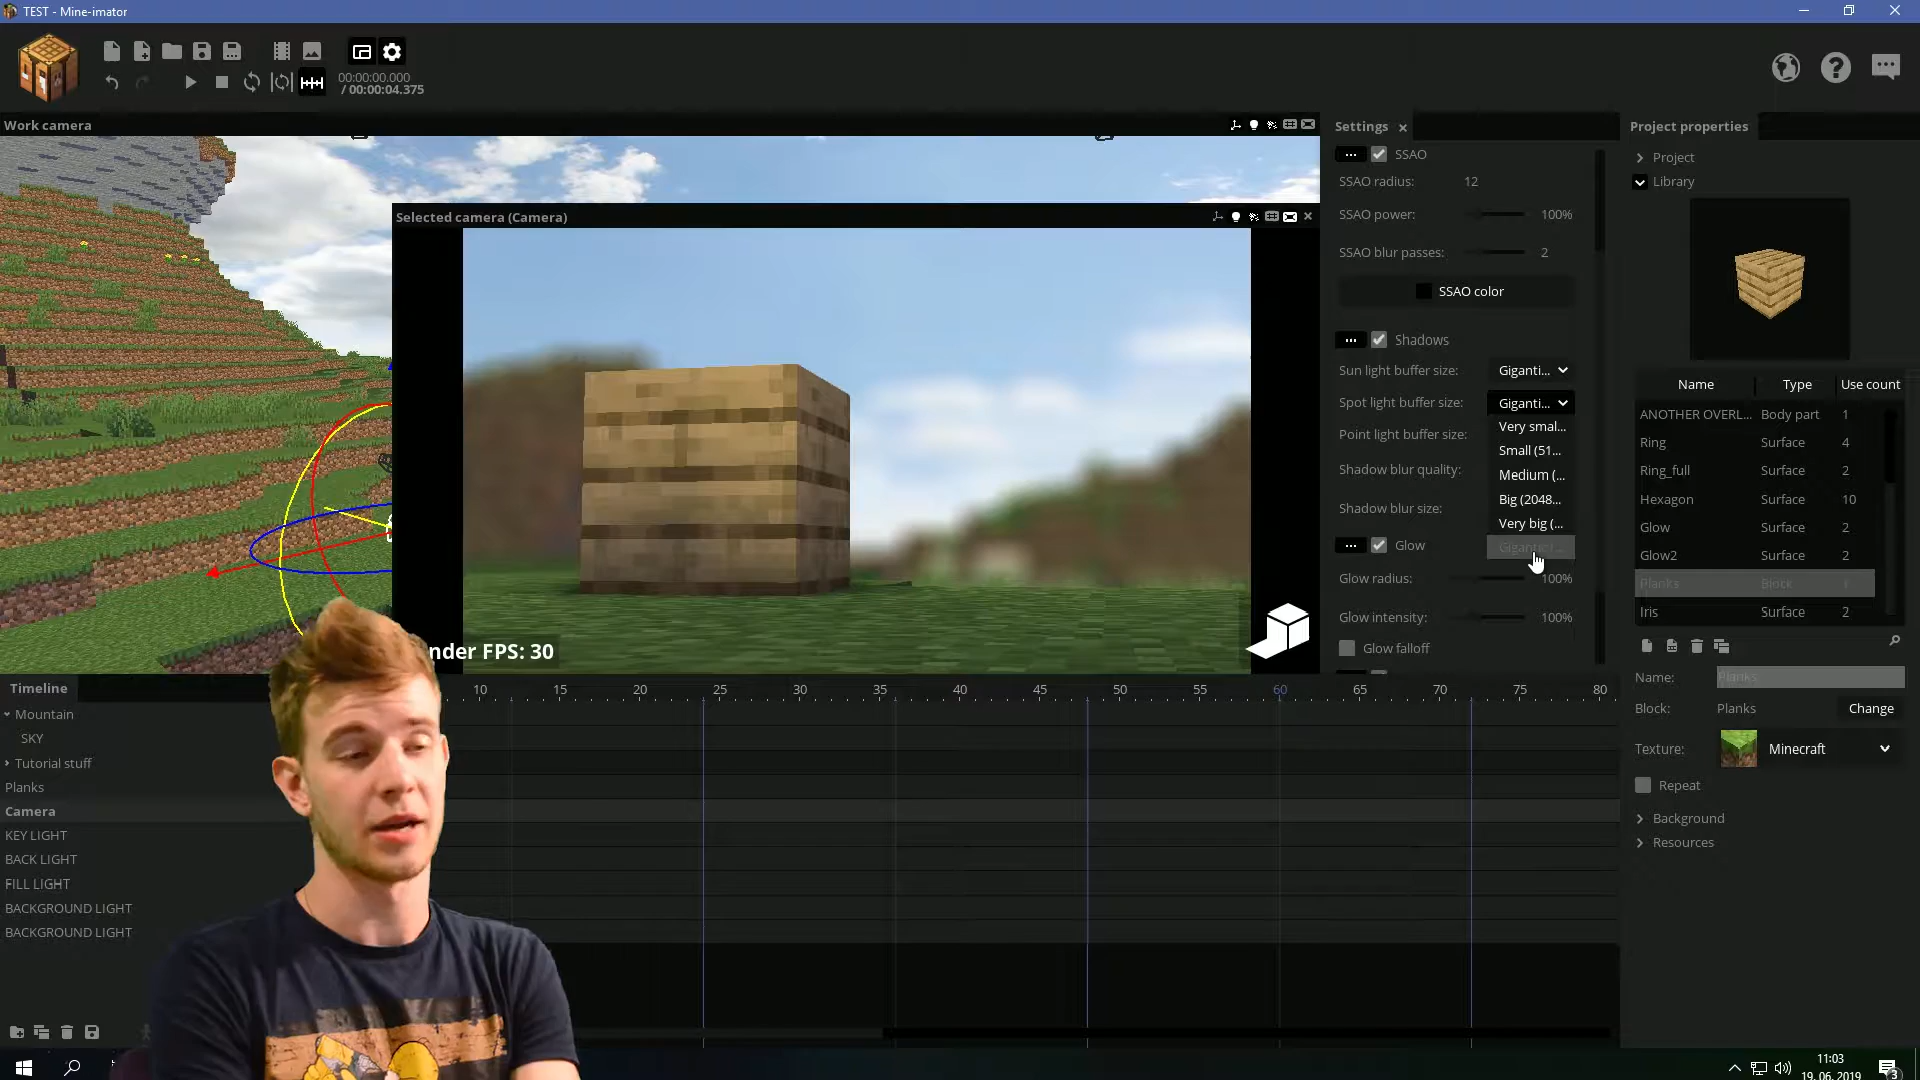 TEST - Mine-imator
00:00:00.000
/ 00:00:04.375
Work camera
Selected camera (Camera)
nder FPS: 30
Settings
SSAO
SSAO radius: 12
SSAO power: 100%
SSAO blur passes: 2
SSAO color
Shadows
Sun light buffer size: Giganti...
Spot light buffer size: Giganti...
Very smal...
Point light buffer size:
Small (51...
Shadow blur quality:
Medium (...
Big (2048...
Shadow blur size:
Very big (...
Glow
Giganti...
Glow radius: 100%
Glow intensity: 100%
Glow falloff
Project properties
Project
Library
Name Type Use count
ANOTHER OVERL... Body part 1
Ring Surface 4
Ring_full Surface 2
Hexagon Surface 10
Glow Surface 2
Glow2 Surface 2
Planks Block 1
Iris Surface 2
Name: Planks
Block: Planks Change
Texture: Minecraft
Repeat
Background
Resources
Timeline
10 15 20 25 30 35 40 45 50 55 60 65 70 75 80
Mountain
SKY
Tutorial stuff
Planks
Camera
KEY LIGHT
BACK LIGHT
FILL LIGHT
BACKGROUND LIGHT
BACKGROUND LIGHT
11:03
19. 06. 2019
3